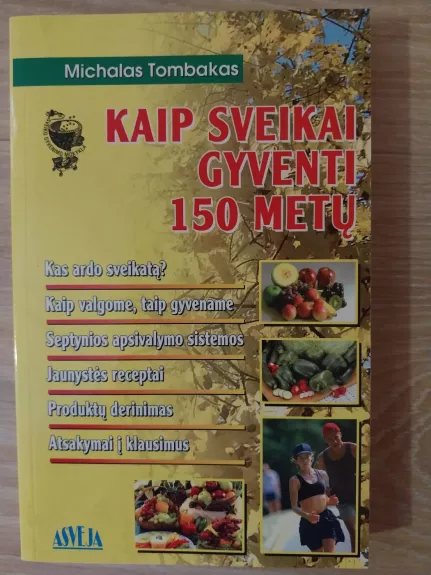 Michalas Tombakas
KAIP SVEIKAI
GYVENTI
150 METŲ
Kas ardo sveikatą?
Kaip valgome, taip gyvename
Septynios apsivalymo sistemos
Jaunystės receptai
Produktų derinimas
Atsakymai į klausimus
ASVEJA